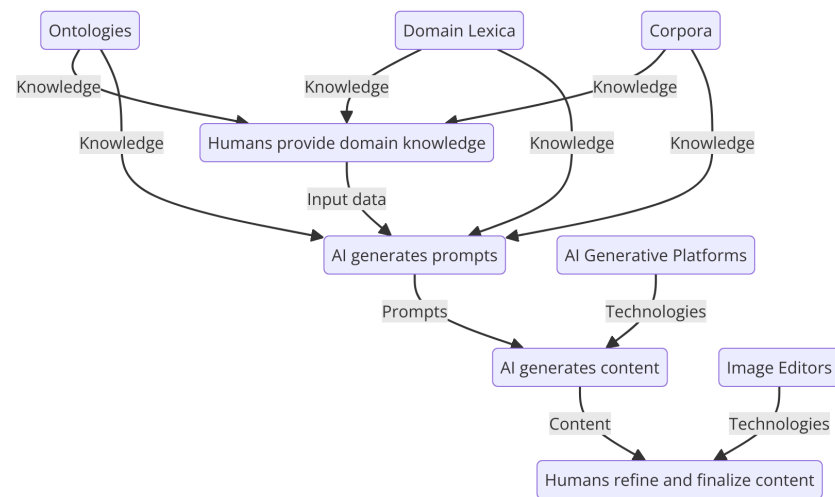 Ontologies
Domain Lexica
Corpora
Knowledge
Knowledge
Knowledge
Humans provide domain knowledge
Knowledge
Knowledge
Knowledge
Input data
AI generates prompts
AI Generative Platforms
Prompts
Technologies
AI generates content
Image Editors
Content
Technologies
Humans refine and finalize content